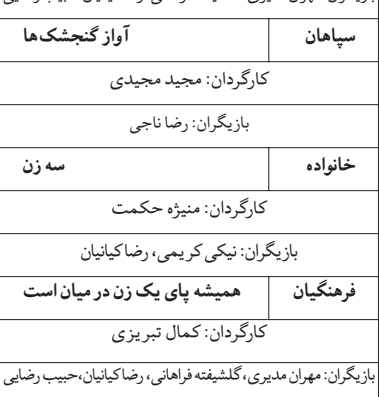 سپاهان آواز گنجشک‌ها
کارگردان: مجید مجیدی
بازیگران: رضا ناجی
خانواده سه زن
کارگردان: منیژه حکمت
بازیگران: نیکی کریمی، رضا کیانیان
فرهنگیان همیشه پای یک زن در میان است
کارگردان: کمال تبریزی
بازیگران: مهران مدیری، گلشیفته فراهانی، رضا کیانیان، حبیب رضایی